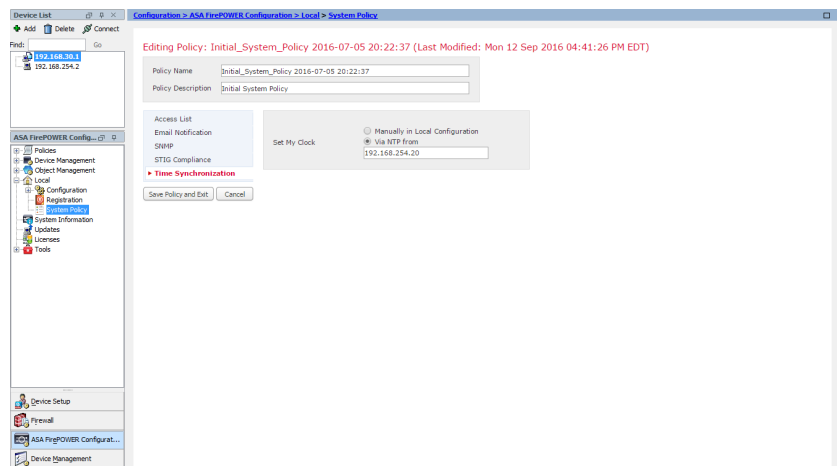 Device List
Configuration > ASA FirePOWER Configuration > Local > System Policy
Add Delete Connect
Find: Go
192.168.30.1
192.168.254.2
Editing Policy: Initial_System_Policy 2016-07-05 20:22:37 (Last Modified: Mon 12 Sep 2016 04:41:26 PM EDT)
Policy Name Initial_System_Policy 2016-07-05 20:22:37
Policy Description Initial System Policy
Access List
Email Notification
SNMP
STIG Compliance
Time Synchronization
Set My Clock
Manually in Local Configuration
Via NTP from
192.168.254.20
Save Policy and Exit Cancel
ASA FirePOWER Config...
Policies
Device Management
Object Management
Local
Configuration
Registration
System Policy
System Information
Updates
Licenses
Tools
Device Setup
Firewall
ASA FirePOWER Configurat...
Device Management